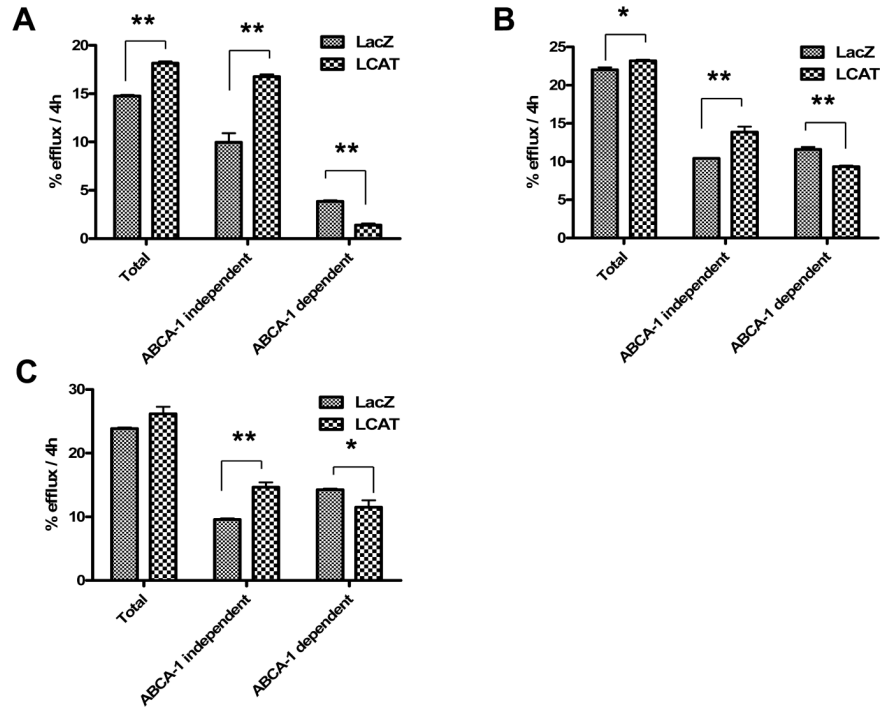 A
% efflux / 4h
20
15
10
5
0
**
**
**
LacZ
LCAT
Total
ABCA-1 independent
ABCA-1 dependent
B
% efflux / 4h
25
20
15
10
5
0
*
**
**
LacZ
LCAT
Total
ABCA-1 independent
ABCA-1 dependent
C
% efflux / 4h
30
20
10
0
**
*
LacZ
LCAT
Total
ABCA-1 independent
ABCA-1 dependent